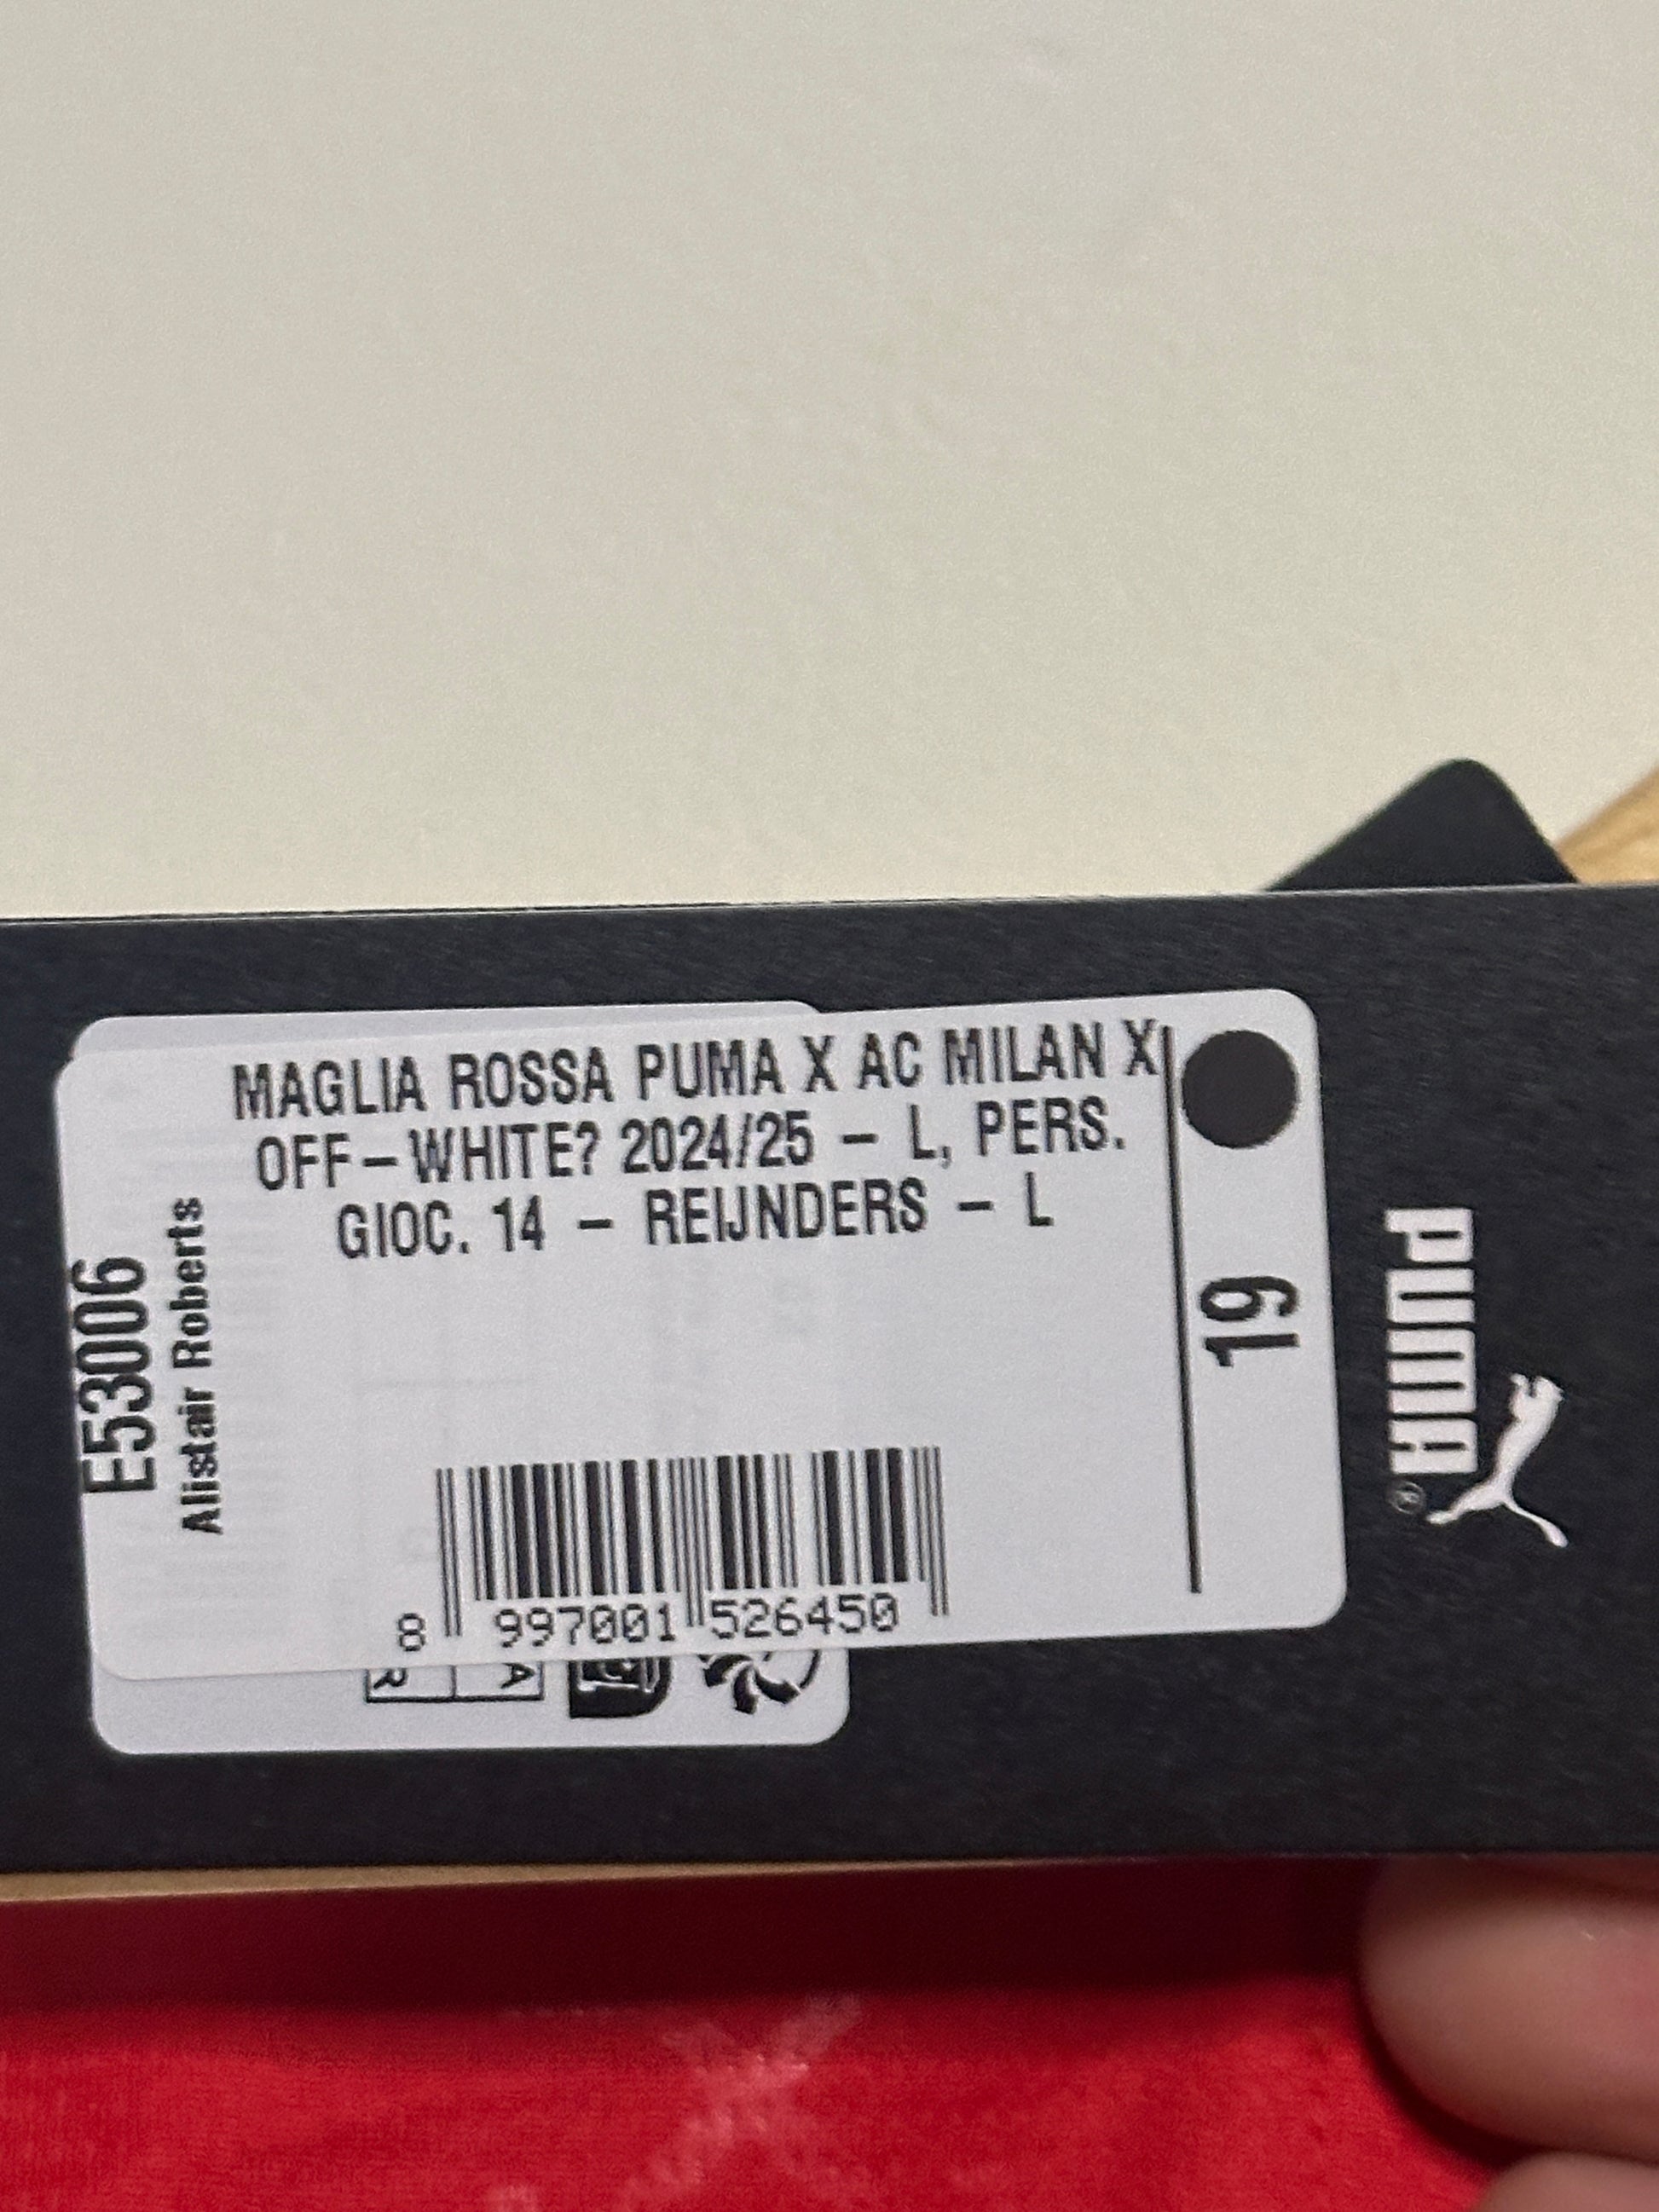 MAGLIA ROSSA PUMA X AC MILAN X
OFF-WHITE? 2024/25 - L, PERS.
GIOC. 14 - REIJNDERS - L
E53006
Alistair Roberts
19
8 997001 526450
R
A
PUMA
®